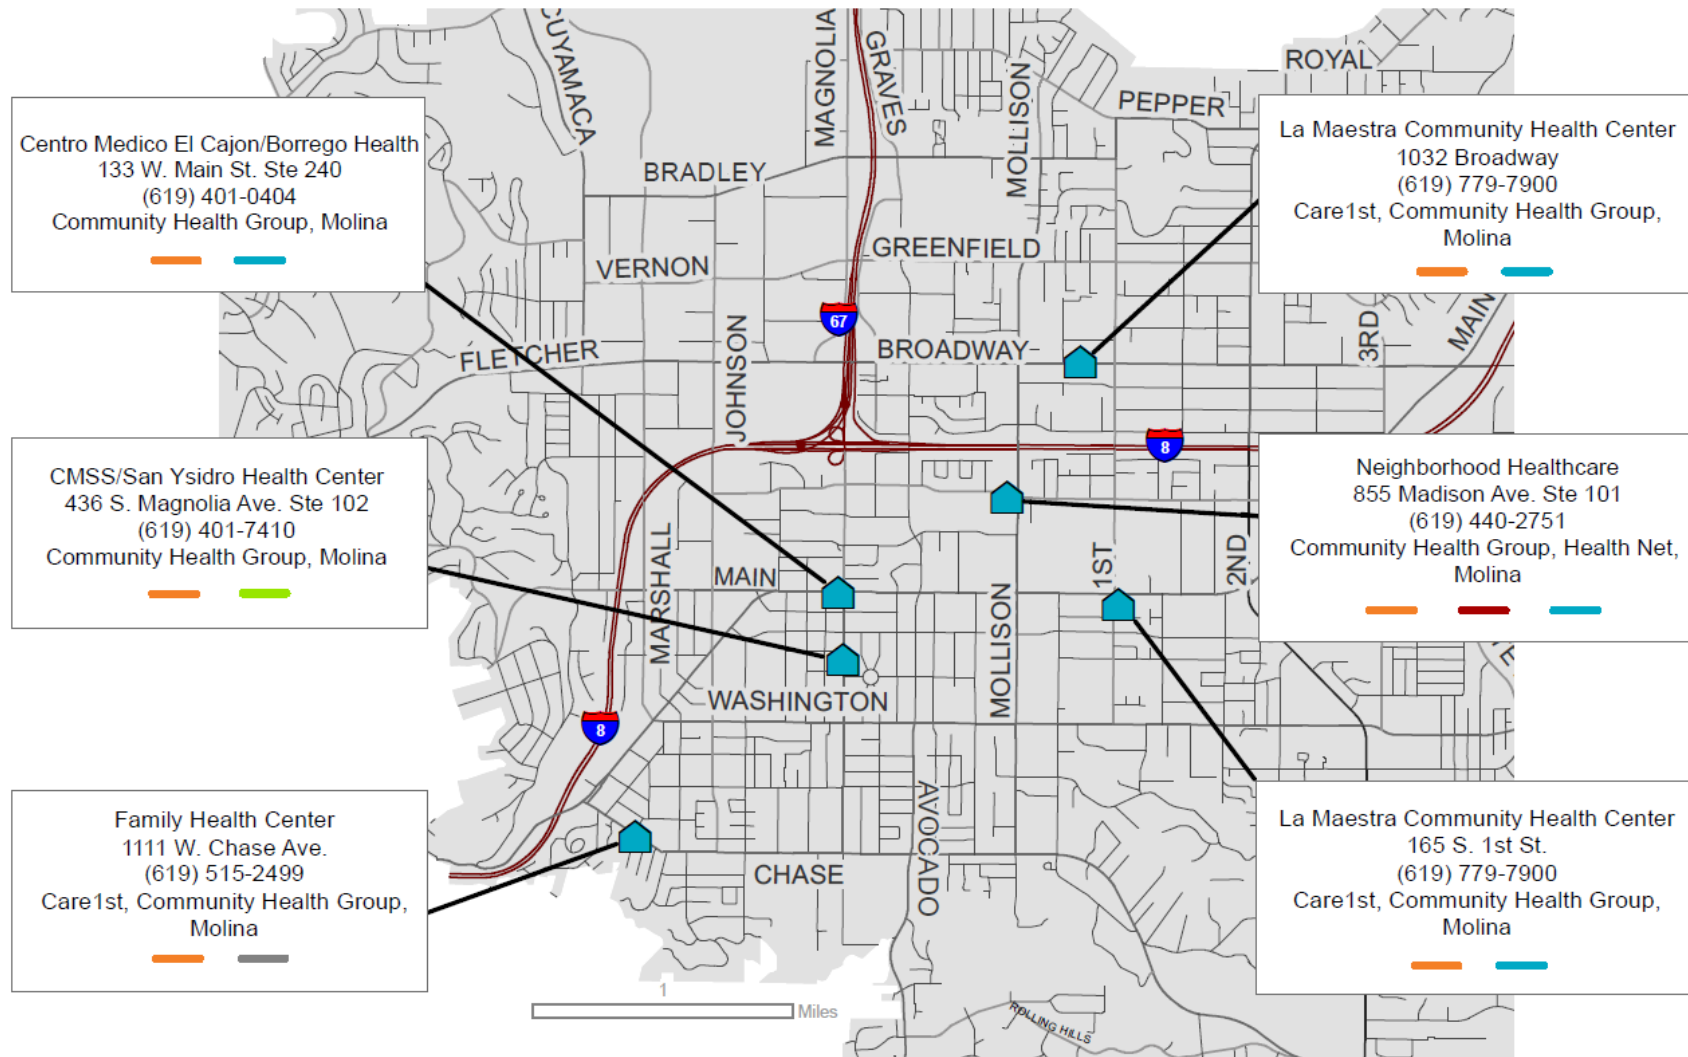 CUYAMACA
MAGNOLIA
GRAVES
MOLLISON
ROYAL
PEPPER
BRADLEY
GREENFIELD
VERNON
67
JOHNSON
FLETCHER
BROADWAY
3RD
MAIN
8
Centro Medico El Cajon/Borrego Health
133 W. Main St. Ste 240
(619) 401-0404
Community Health Group, Molina
La Maestra Community Health Center
1032 Broadway
(619) 779-7900
Care1st, Community Health Group,
Molina
CMSS/San Ysidro Health Center
436 S. Magnolia Ave. Ste 102
(619) 401-7410
Community Health Group, Molina
Neighborhood Healthcare
855 Madison Ave. Ste 101
(619) 440-2751
Community Health Group, Health Net,
Molina
MARSHALL
MAIN
1ST
2ND
MOLLISON
WASHINGTON
8
AVOCADO
CHASE
Family Health Center
1111 W. Chase Ave.
(619) 515-2499
Care1st, Community Health Group,
Molina
La Maestra Community Health Center
165 S. 1st St.
(619) 779-7900
Care1st, Community Health Group,
Molina
1
Miles
ROLLING HILLS